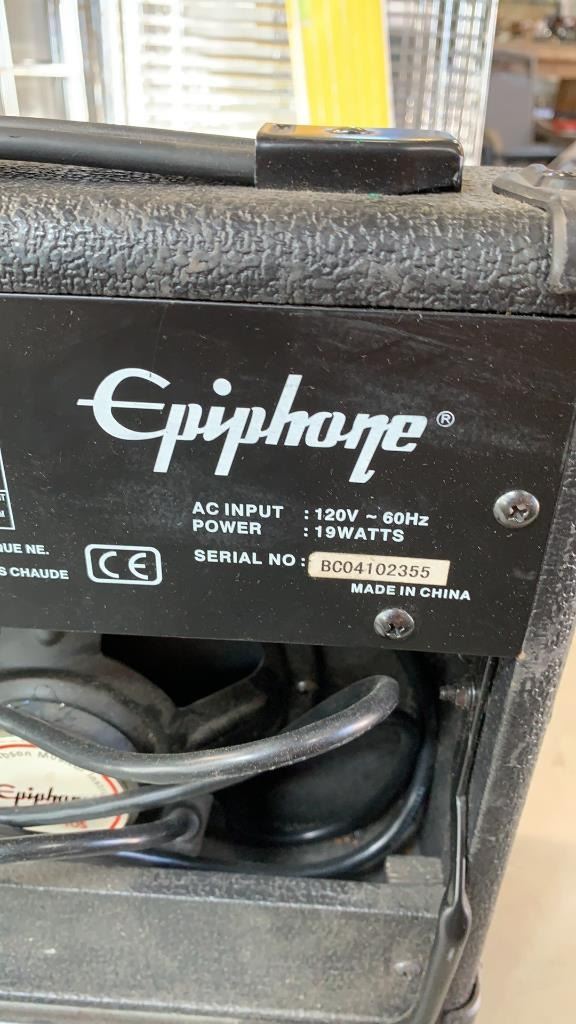 Epiphone®
AC INPUT : 120V ~ 60Hz
POWER : 19WATTS
SERIAL NO : BC04102355
MADE IN CHINA
QUE NE.
S CHAUDE
CE
Epiphone